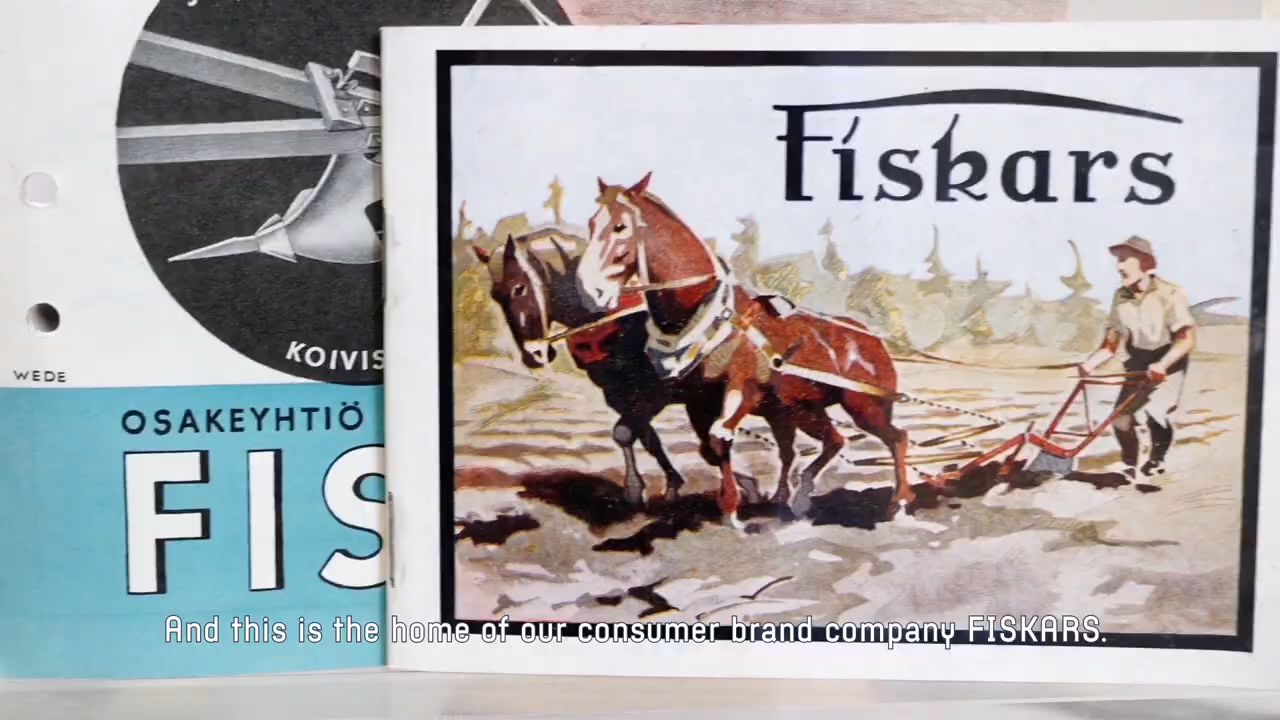 Fiskars
KOIVIS
WEDE
OSAKEYHTIÖ
FIS
And this is the home of our consumer brand company FISKARS.